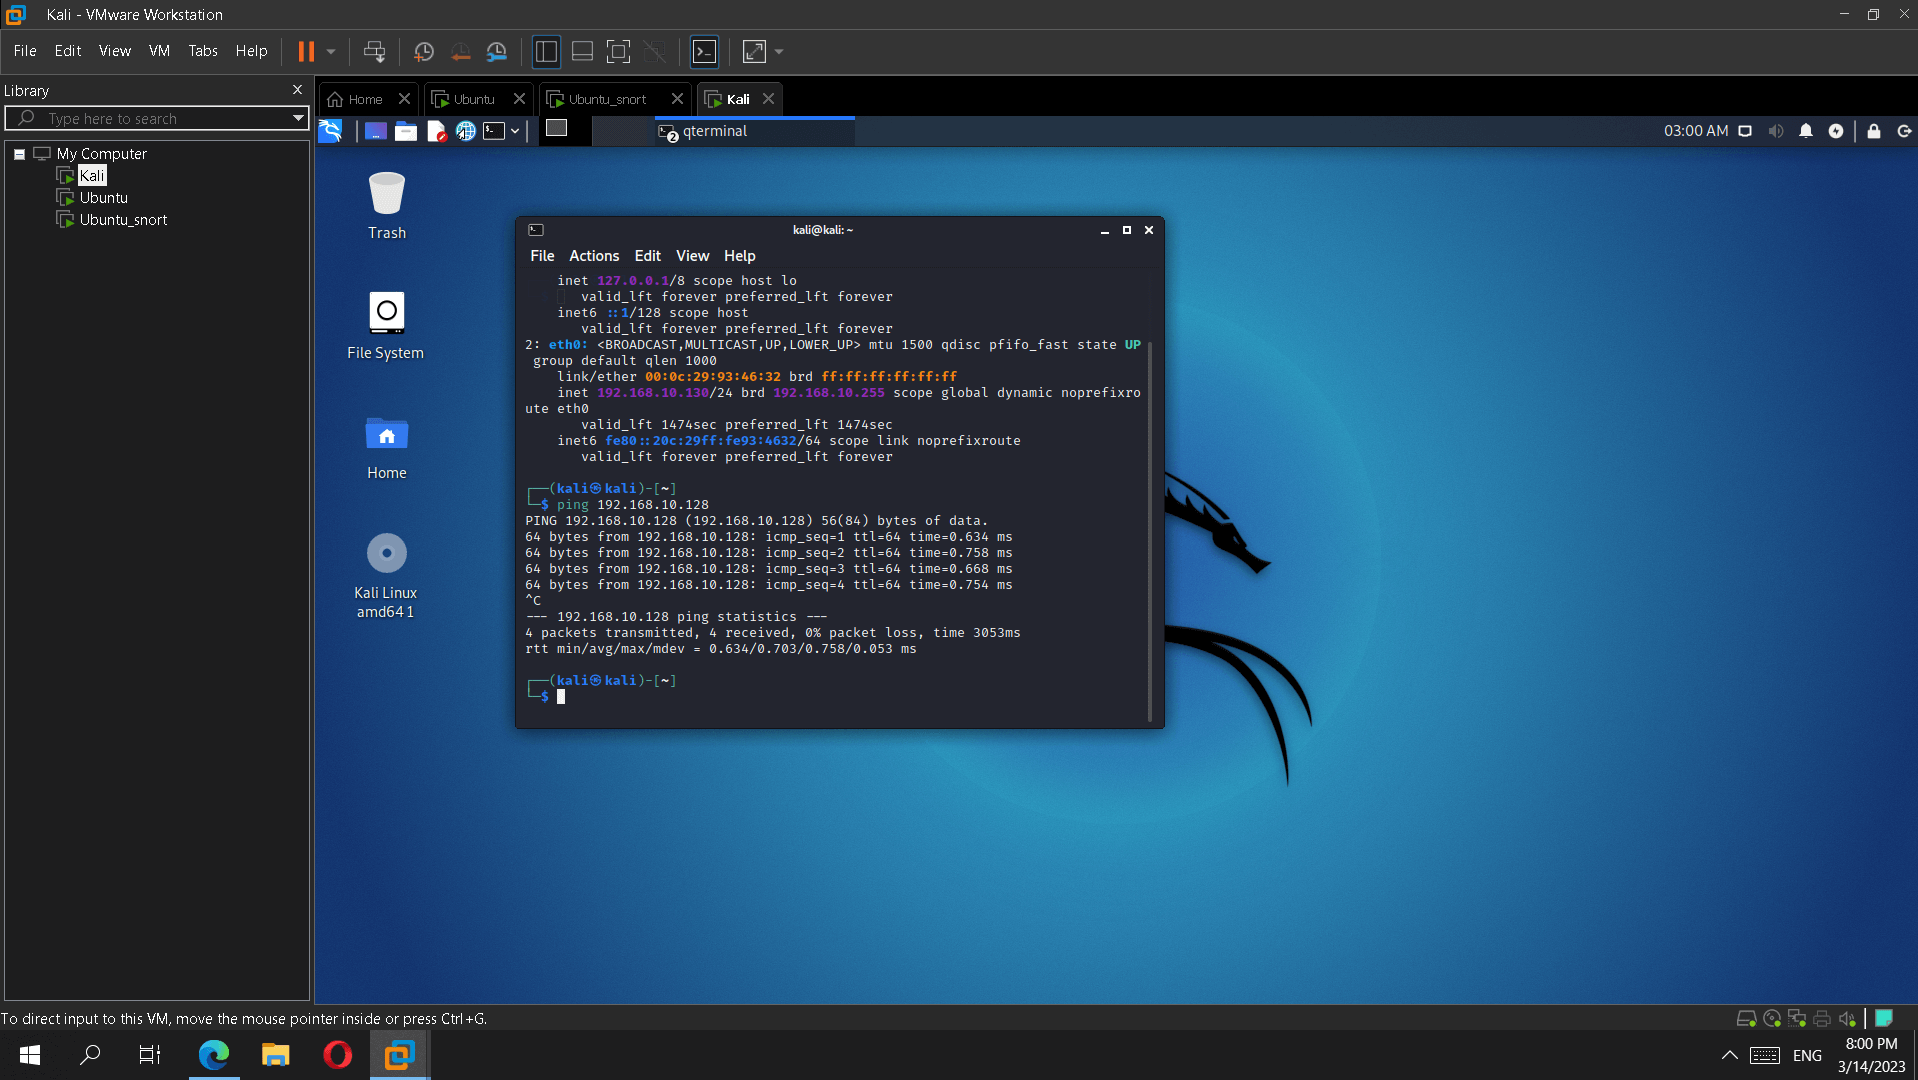 Kali - VMware Workstation
File Edit View VM Tabs Help
Library
Type here to search
My Computer
Kali
Ubuntu
Ubuntu_snort
Home Ubuntu Ubuntu_snort Kali
2 qterminal 03:00 AM
Trash
File System
Home
Kali Linux
amd64 1
kali@kali: ~
File Actions Edit View Help
inet 127.0.0.1/8 scope host lo
valid_lft forever preferred_lft forever
inet6 ::1/128 scope host
valid_lft forever preferred_lft forever
2: eth0: <BROADCAST,MULTICAST,UP,LOWER_UP> mtu 1500 qdisc pfifo_fast state UP
group default qlen 1000
link/ether 00:0c:29:93:46:32 brd ff:ff:ff:ff:ff:ff
inet 192.168.10.130/24 brd 192.168.10.255 scope global dynamic noprefixro
ute eth0
valid_lft 1474sec preferred_lft 1474sec
inet6 fe80::20c:29ff:fe93:4632/64 scope link noprefixroute
valid_lft forever preferred_lft forever
┌──(kali㉿kali)-[~]
└─$ ping 192.168.10.128
PING 192.168.10.128 (192.168.10.128) 56(84) bytes of data.
64 bytes from 192.168.10.128: icmp_seq=1 ttl=64 time=0.634 ms
64 bytes from 192.168.10.128: icmp_seq=2 ttl=64 time=0.758 ms
64 bytes from 192.168.10.128: icmp_seq=3 ttl=64 time=0.668 ms
64 bytes from 192.168.10.128: icmp_seq=4 ttl=64 time=0.754 ms
^C
--- 192.168.10.128 ping statistics ---
4 packets transmitted, 4 received, 0% packet loss, time 3053ms
rtt min/avg/max/mdev = 0.634/0.703/0.758/0.053 ms
┌──(kali㉿kali)-[~]
└─$
To direct input to this VM, move the mouse pointer inside or press Ctrl+G.
ENG
8:00 PM
3/14/2023